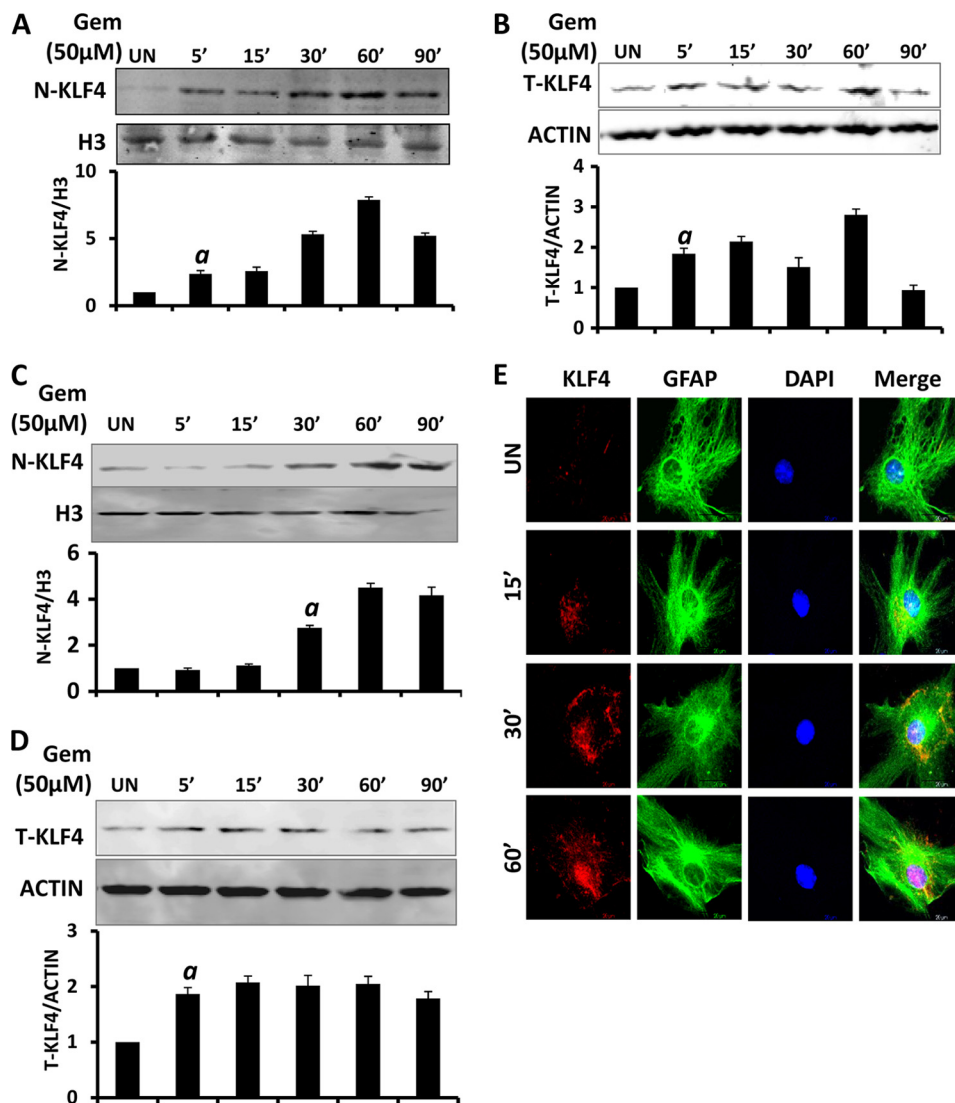 A
Gem
(50μM)
UN 5’ 15’ 30’ 60’ 90’
N-KLF4
H3
N-KLF4/H3
10
5
0
a
B
Gem
(50μM)
UN 5’ 15’ 30’ 60’ 90’
T-KLF4
ACTIN
T-KLF4/ACTIN
4
3
2
1
0
a
C
Gem
(50μM)
UN 5’ 15’ 30’ 60’ 90’
N-KLF4
H3
N-KLF4/H3
6
4
2
0
a
D
Gem
(50μM)
UN 5’ 15’ 30’ 60’ 90’
T-KLF4
ACTIN
T-KLF4/ACTIN
3
2
1
0
a
E
KLF4 GFAP DAPI Merge
UN
15’
30’
60’